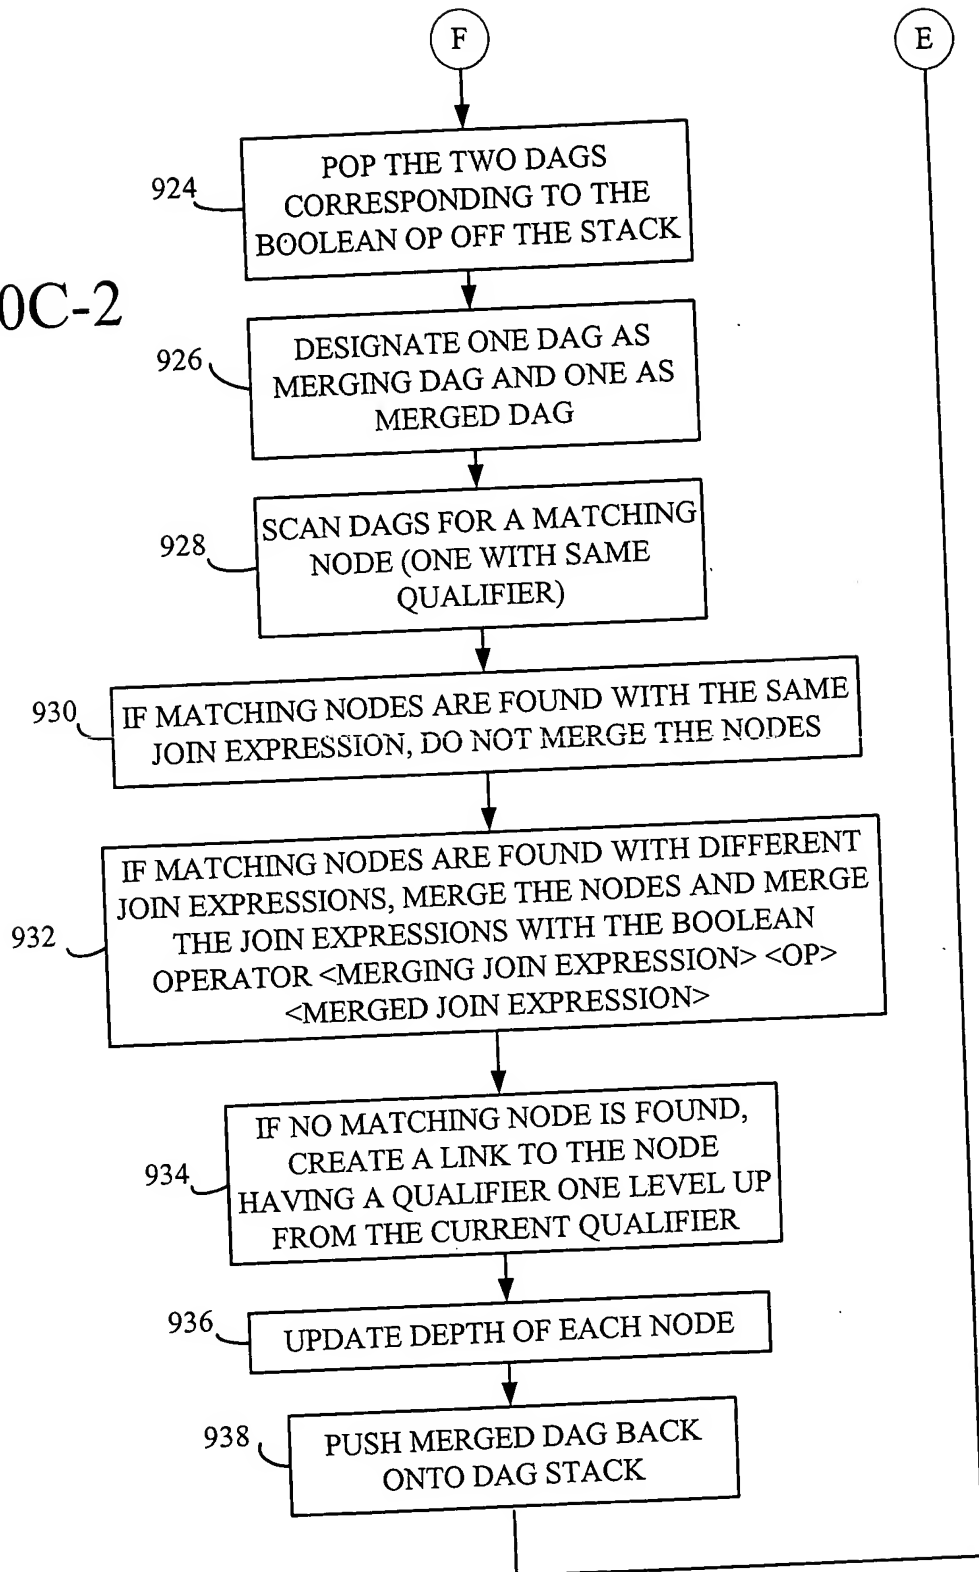 F
E
924
POP THE TWO DAGS
CORRESPONDING TO THE
BOOLEAN OP OFF THE STACK
0C-2
926
DESIGNATE ONE DAG AS
MERGING DAG AND ONE AS
MERGED DAG
928
SCAN DAGS FOR A MATCHING
NODE (ONE WITH SAME
QUALIFIER)
930
IF MATCHING NODES ARE FOUND WITH THE SAME
JOIN EXPRESSION, DO NOT MERGE THE NODES
932
IF MATCHING NODES ARE FOUND WITH DIFFERENT
JOIN EXPRESSIONS, MERGE THE NODES AND MERGE
THE JOIN EXPRESSIONS WITH THE BOOLEAN
OPERATOR <MERGING JOIN EXPRESSION> <OP>
<MERGED JOIN EXPRESSION>
934
IF NO MATCHING NODE IS FOUND,
CREATE A LINK TO THE NODE
HAVING A QUALIFIER ONE LEVEL UP
FROM THE CURRENT QUALIFIER
936
UPDATE DEPTH OF EACH NODE
938
PUSH MERGED DAG BACK
ONTO DAG STACK